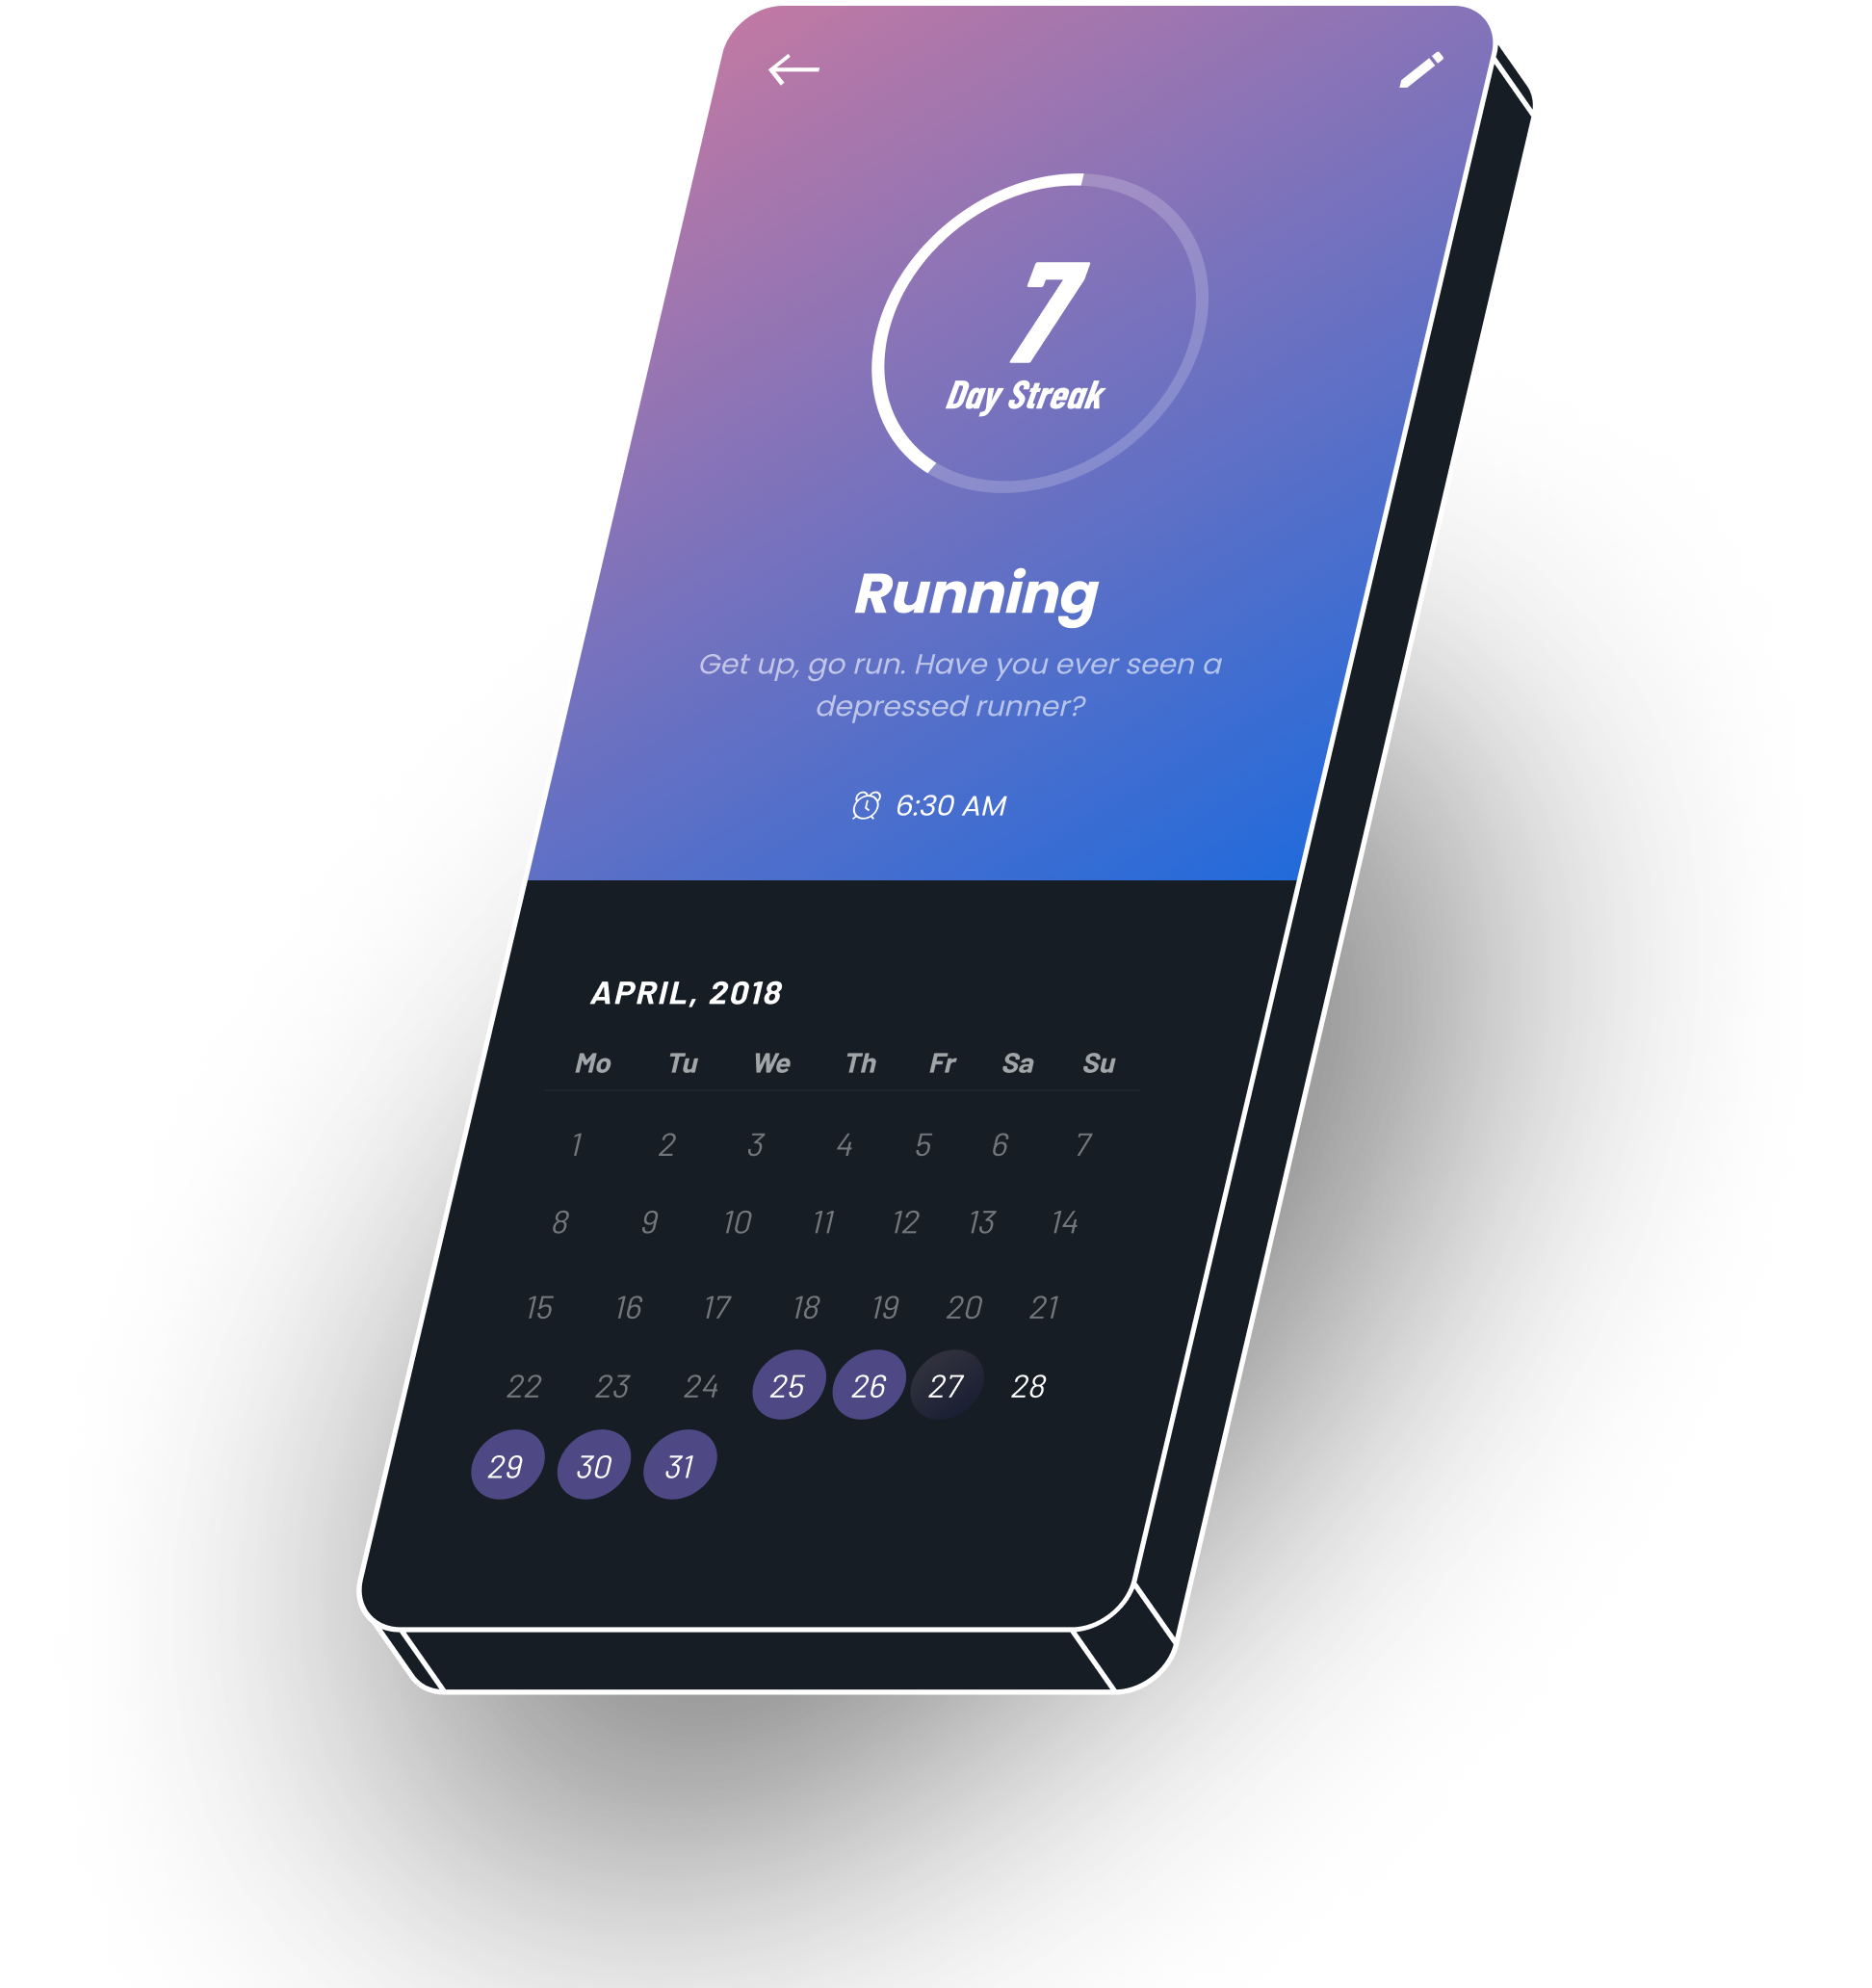 7
Day Streak
Running
Get up, go run. Have you ever seen a
depressed runner?
6:30 AM
APRIL, 2018
Mo Tu We Th Fr Sa Su
1 2 3 4 5 6 7
8 9 10 11 12 13 14
15 16 17 18 19 20 21
22 23 24 25 26 27 28
29 30 31